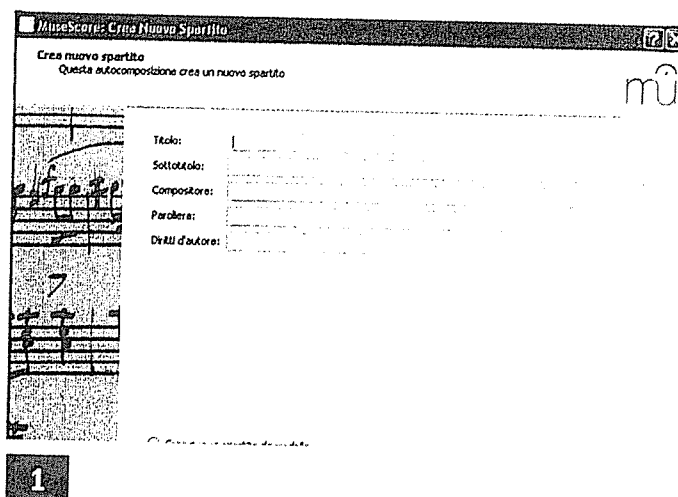 MuseScore: Crea Nuovo Spartito
Crea nuovo spartito
Questa autocomposizione crea un nuovo spartito
mû
Titolo:
Sottotitolo:
Compositore:
Paroliere:
Diritti d'autore:
1